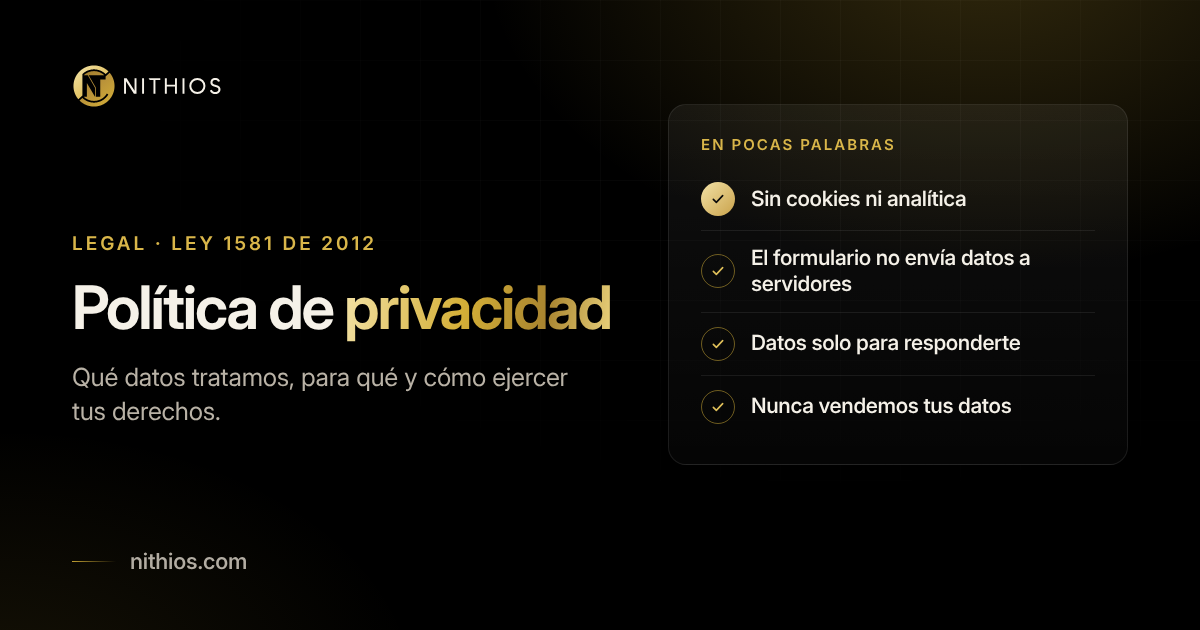 NITHIOS
LEGAL · LEY 1581 DE 2012
Política de privacidad
Qué datos tratamos, para qué y cómo ejercer
tus derechos.
nithios.com
EN POCAS PALABRAS
Sin cookies ni analítica
El formulario no envía datos a
servidores
Datos solo para responderte
Nunca vendemos tus datos